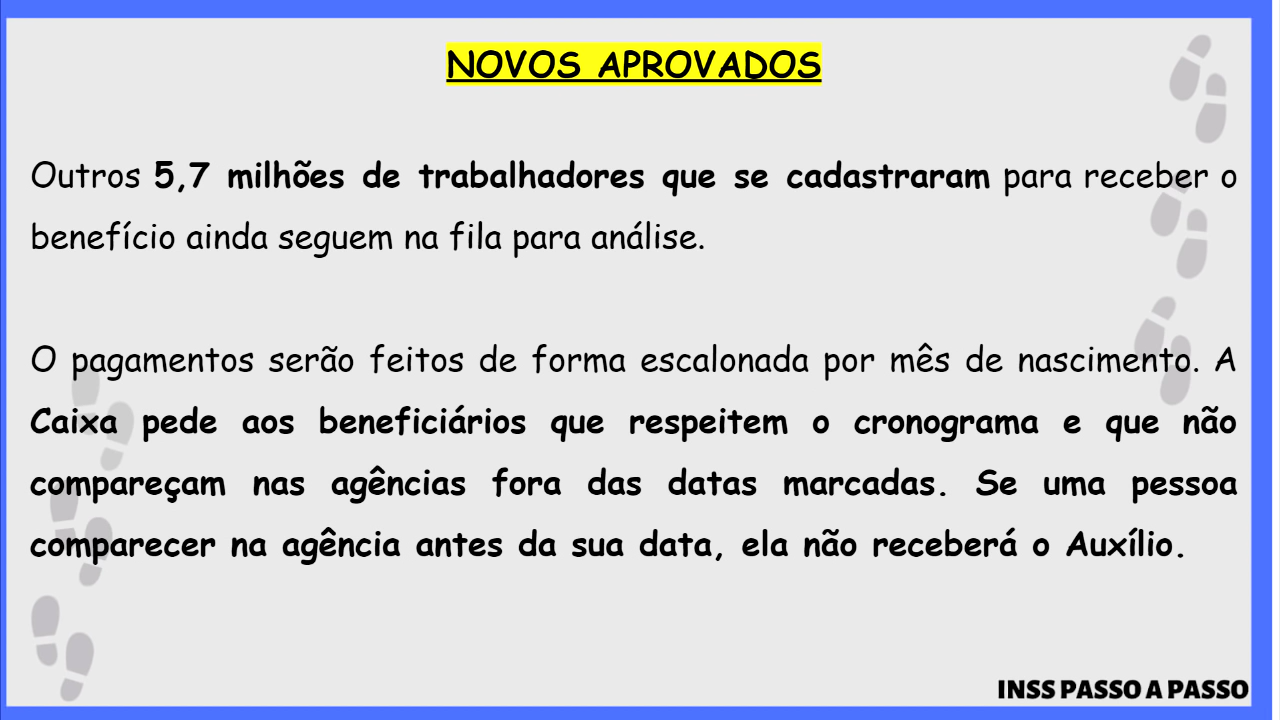 NOVOS APROVADOS
Outros 5,7 milhões de trabalhadores que se cadastraram para receber o
benefício ainda seguem na fila para análise.
O pagamentos serão feitos de forma escalonada por mês de nascimento. A
Caixa pede aos beneficiários que respeitem o cronograma e que não
compareçam nas agências fora das datas marcadas. Se uma pessoa
comparecer na agência antes da sua data, ela não receberá o Auxílio.
INSS PASSO A PASSO